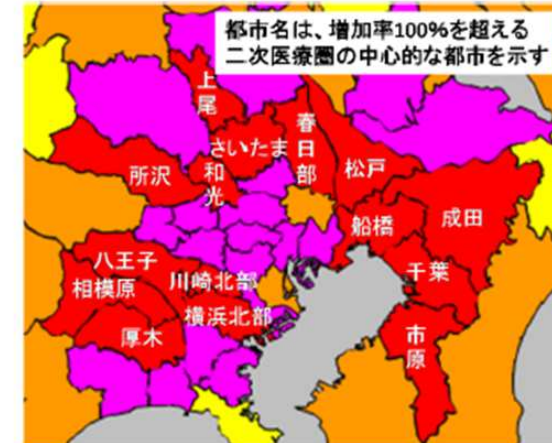 都市名は、増加率100%を超える
二次医療圏の中心的な都市を示す
上尾
さいたま
春日部
所沢
和光
松戸
船橋
成田
八王子
川崎北部
千葉
相模原
横浜北部
厚木
市原